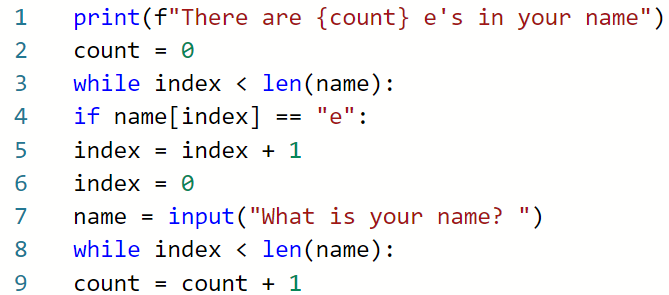 1 print(f"There are {count} e's in your name")
2 count = 0
3 while index < len(name):
4 if name[index] == "e":
5 index = index + 1
6 index = 0
7 name = input("What is your name? ")
8 while index < len(name):
9 count = count + 1